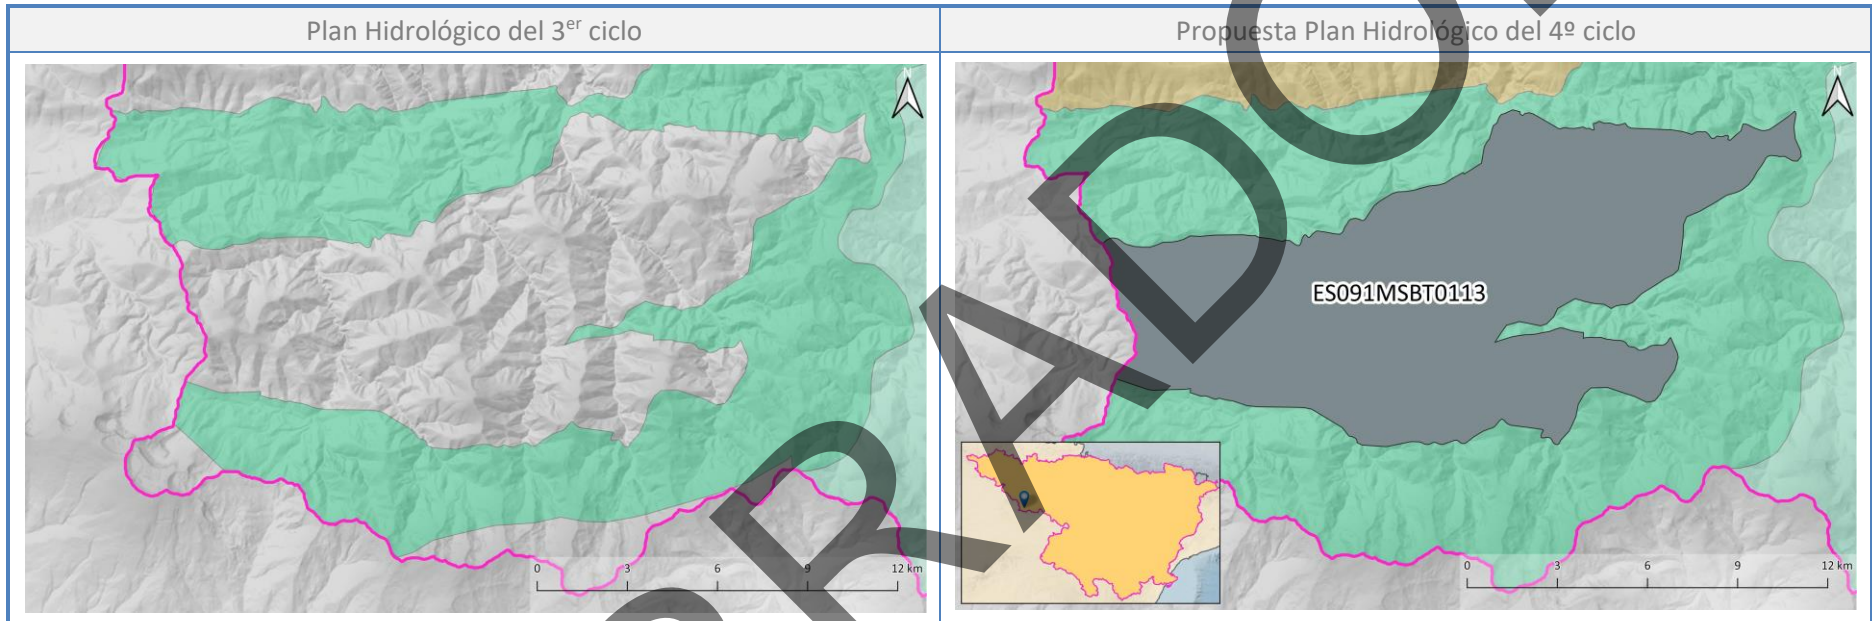 Plan Hidrológico del 3er ciclo
Propuesta Plan Hidrológico del 4º ciclo
N
N
ES091MSBT0113
0 3 6 9 12 km
0 3 6 9 12 km
RADO